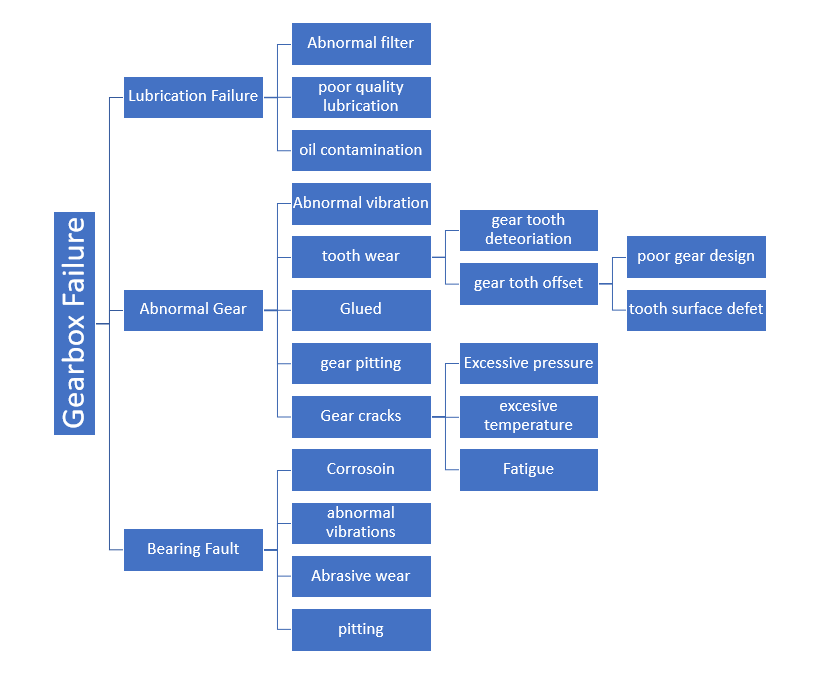 Gearbox Failure
Lubrication Failure
Abnormal filter
poor quality
lubrication
oil contamination
Abnormal Gear
Abnormal vibration
tooth wear
gear tooth
deteoriation
gear toth offset
poor gear design
tooth surface defet
Glued
gear pitting
Gear cracks
Excessive pressure
excesive
temperature
Fatigue
Bearing Fault
Corrosoin
abnormal
vibrations
Abrasive wear
pitting